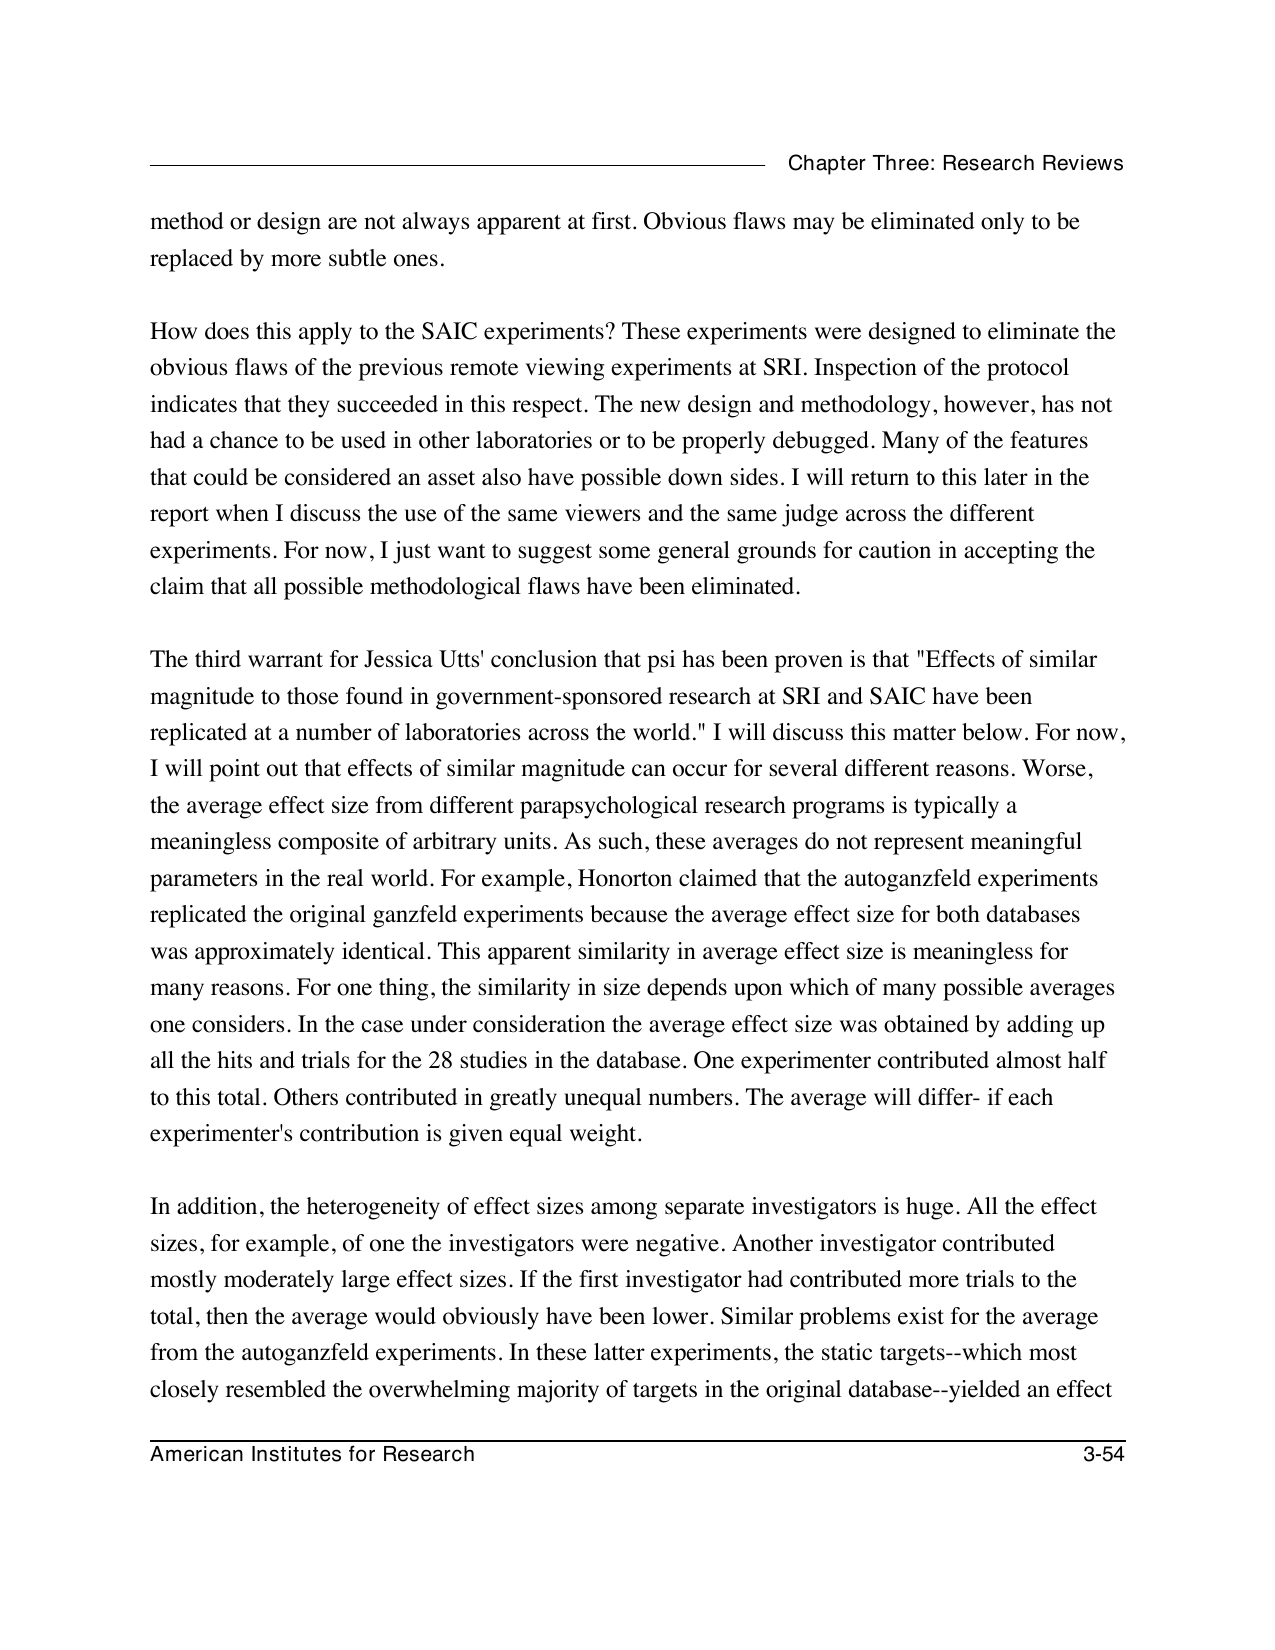 Chapter Three: Research Reviews
method or design are not always apparent at first. Obvious flaws may be eliminated only to be
replaced by more subtle ones.
How does this apply to the SAIC experiments? These experiments were designed to eliminate the
obvious flaws of the previous remote viewing experiments at SRI. Inspection of the protocol
indicates that they succeeded in this respect. The new design and methodology, however, has not
had a chance to be used in other laboratories or to be properly debugged. Many of the features
that could be considered an asset also have possible down sides. I will return to this later in the
report when I discuss the use of the same viewers and the same judge across the different
experiments. For now, I just want to suggest some general grounds for caution in accepting the
claim that all possible methodological flaws have been eliminated.
The third warrant for Jessica Utts' conclusion that psi has been proven is that "Effects of similar
magnitude to those found in government-sponsored research at SRI and SAIC have been
replicated at a number of laboratories across the world." I will discuss this matter below. For now,
I will point out that effects of similar magnitude can occur for several different reasons. Worse,
the average effect size from different parapsychological research programs is typically a
meaningless composite of arbitrary units. As such, these averages do not represent meaningful
parameters in the real world. For example, Honorton claimed that the autoganzfeld experiments
replicated the original ganzfeld experiments because the average effect size for both databases
was approximately identical. This apparent similarity in average effect size is meaningless for
many reasons. For one thing, the similarity in size depends upon which of many possible averages
one considers. In the case under consideration the average effect size was obtained by adding up
all the hits and trials for the 28 studies in the database. One experimenter contributed almost half
to this total. Others contributed in greatly unequal numbers. The average will differ- if each
experimenter's contribution is given equal weight.
In addition, the heterogeneity of effect sizes among separate investigators is huge. All the effect
sizes, for example, of one the investigators were negative. Another investigator contributed
mostly moderately large effect sizes. If the first investigator had contributed more trials to the
total, then the average would obviously have been lower. Similar problems exist for the average
from the autoganzfeld experiments. In these latter experiments, the static targets--which most
closely resembled the overwhelming majority of targets in the original database--yielded an effect
American Institutes for Research 3-54